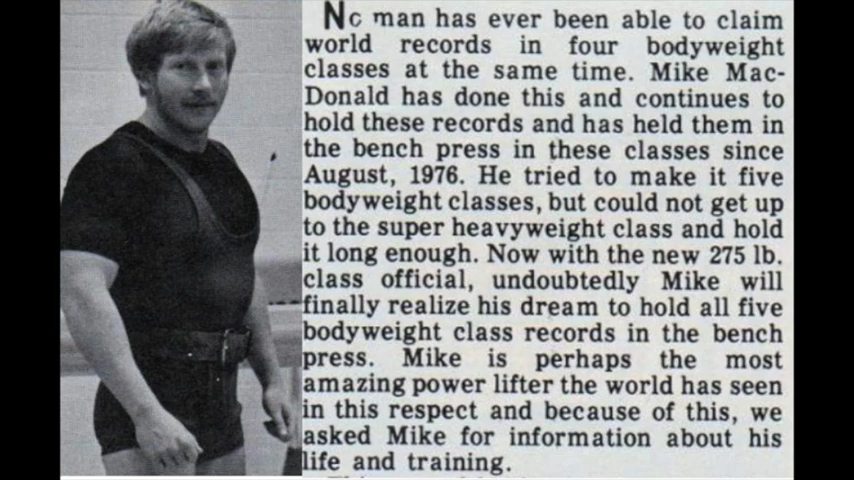 No man has ever been able to claim
world records in four bodyweight
classes at the same time. Mike Mac-
Donald has done this and continues to
hold these records and has held them in
the bench press in these classes since
August, 1976. He tried to make it five
bodyweight classes, but could not get up
to the super heavyweight class and hold
it long enough. Now with the new 275 lb.
class official, undoubtedly Mike will
finally realize his dream to hold all five
bodyweight class records in the bench
press. Mike is perhaps the most
amazing power lifter the world has seen
in this respect and because of this, we
asked Mike for information about his
life and training.